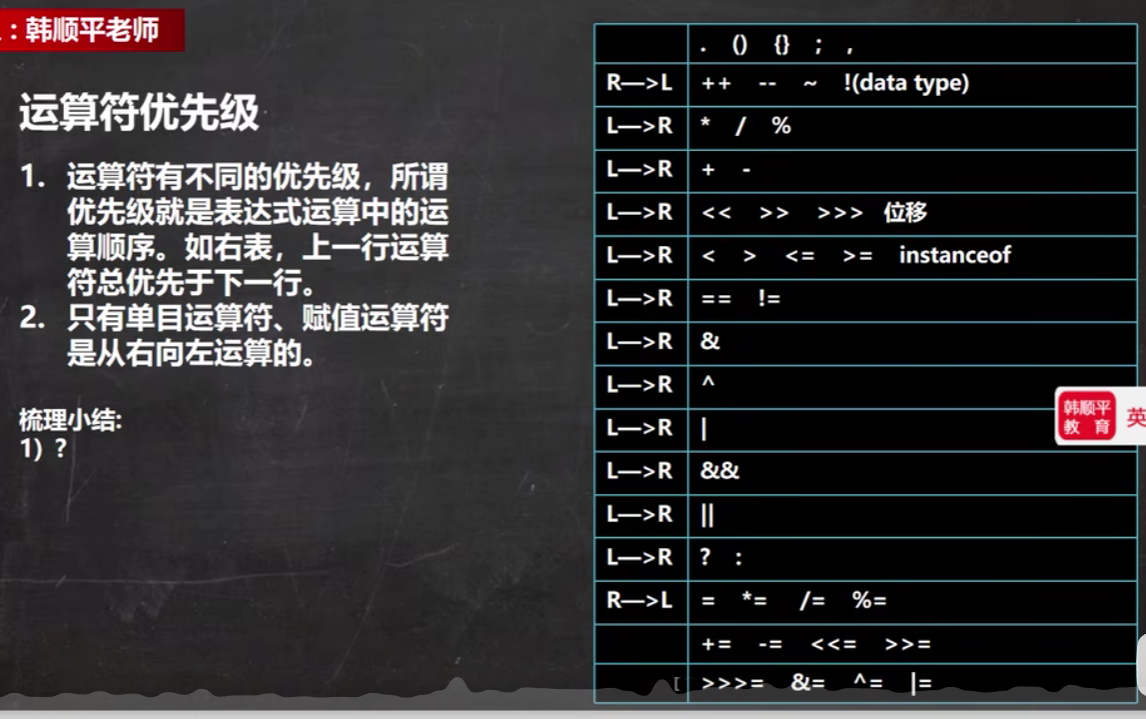 ：韩顺平老师
运算符优先级
1. 运算符有不同的优先级，所谓
优先级就是表达式运算中的运
算顺序。如右表，上一行运算
符总优先于下一行。
2. 只有单目运算符、赋值运算符
是从右向左运算的。
梳理小结:
1) ?
. () {} ; ,
R—>L ++ -- ~ !(data type)
L—>R * / %
L—>R + -
L—>R << >> >>> 位移
L—>R < > <= >= instanceof
L—>R == !=
L—>R &
L—>R ^
L—>R |
L—>R &&
L—>R ||
L—>R ? :
R—>L = *= /= %=
+= -= <<= >>=
[ >>>= &= ^= |=
韩顺平
教 育
英